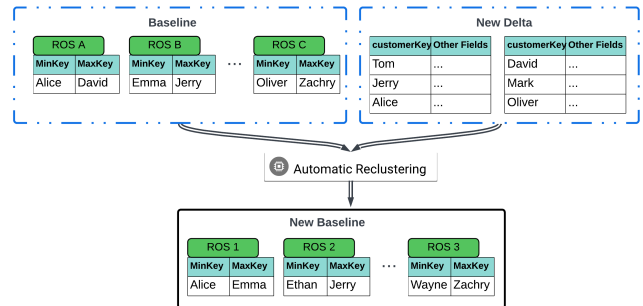 Baseline
ROS A
MinKey MaxKey
Alice David
ROS B
MinKey MaxKey
Emma Jerry
...
ROS C
MinKey MaxKey
Oliver Zachry
New Delta
customerKey Other Fields
Tom ...
Jerry ...
Alice ...
customerKey Other Fields
David ...
Mark ...
Oliver ...
Automatic Reclustering
New Baseline
ROS 1
MinKey MaxKey
Alice Emma
ROS 2
MinKey MaxKey
Ethan Jerry
...
ROS 3
MinKey MaxKey
Wayne Zachry